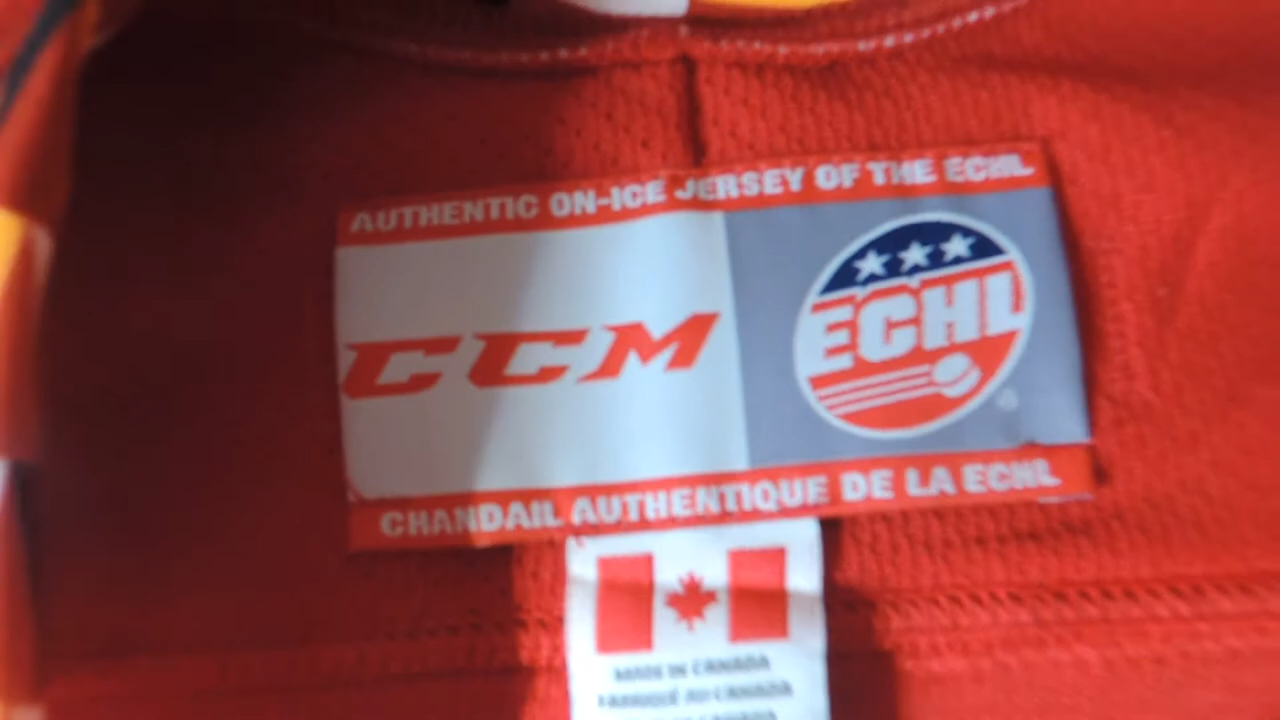 AUTHENTIC ON-ICE JERSEY OF THE ECHL
CCM
ECHL
CHANDAIL AUTHENTIQUE DE LA ECHL
MADE IN CANADA
FABRIQUÉ AU CANADA
CANADA